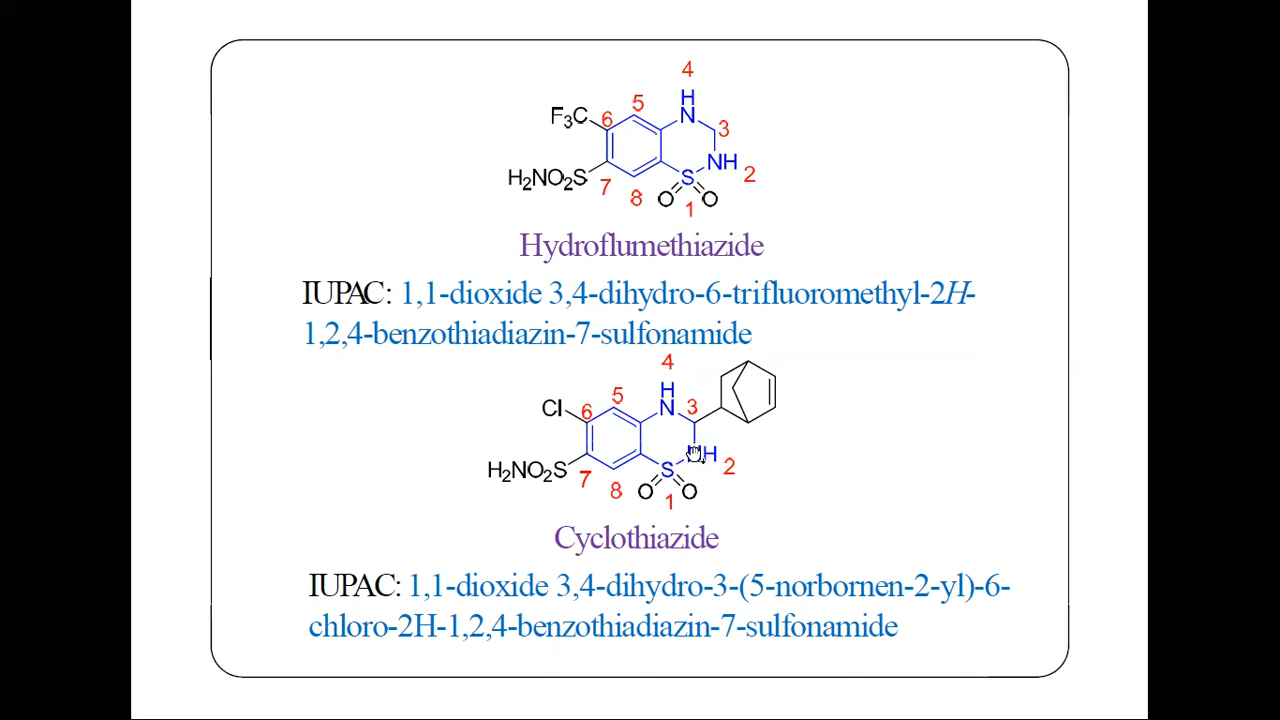 4
H
5
F₃C
6
N
3
NH
2
H₂NO₂S
7
S
8
O
O
1
Hydroflumethiazide
IUPAC: 1,1-dioxide 3,4-dihydro-6-trifluoromethyl-2H-
1,2,4-benzothiadiazin-7-sulfonamide
4
H
5
Cl
6
N
3
H
2
H₂NO₂S
7
S
8
O
O
1
Cyclothiazide
IUPAC: 1,1-dioxide 3,4-dihydro-3-(5-norbornen-2-yl)-6-
chloro-2H-1,2,4-benzothiadiazin-7-sulfonamide